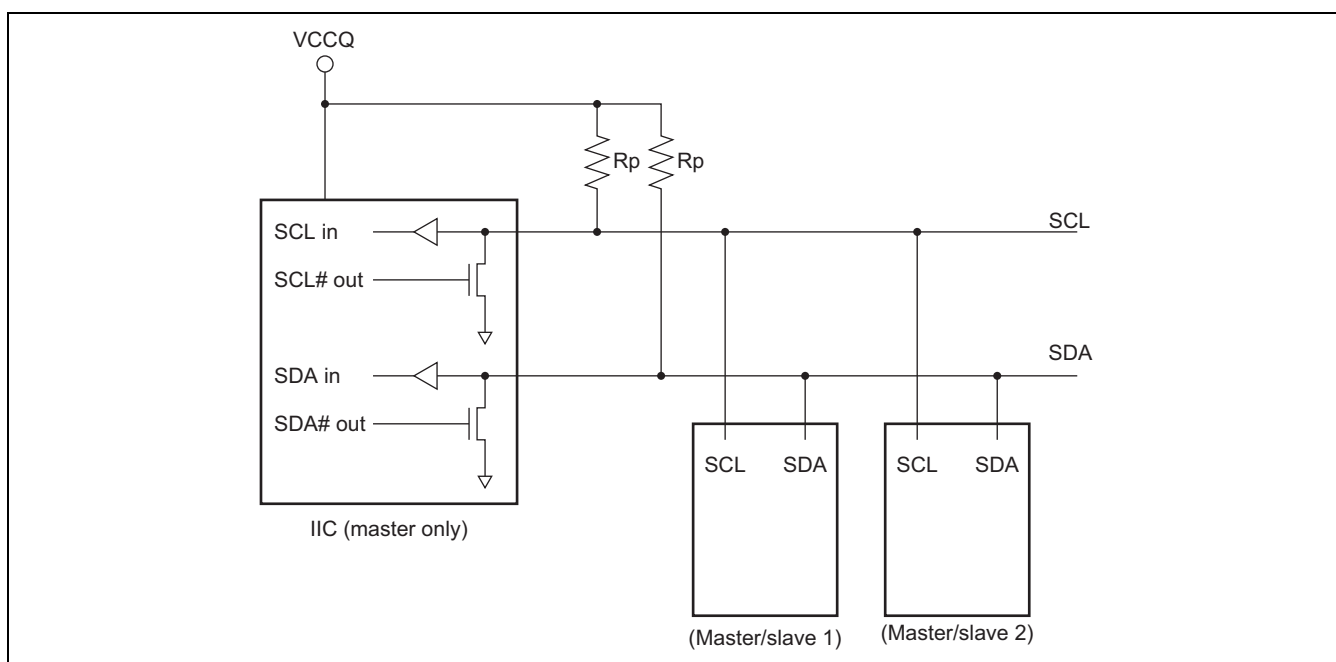 VCCQ
Rp Rp
SCL in
SCL
SCL# out
SDA in
SDA
SDA# out
SCL SDA
SCL SDA
IIC (master only)
(Master/slave 1)
(Master/slave 2)